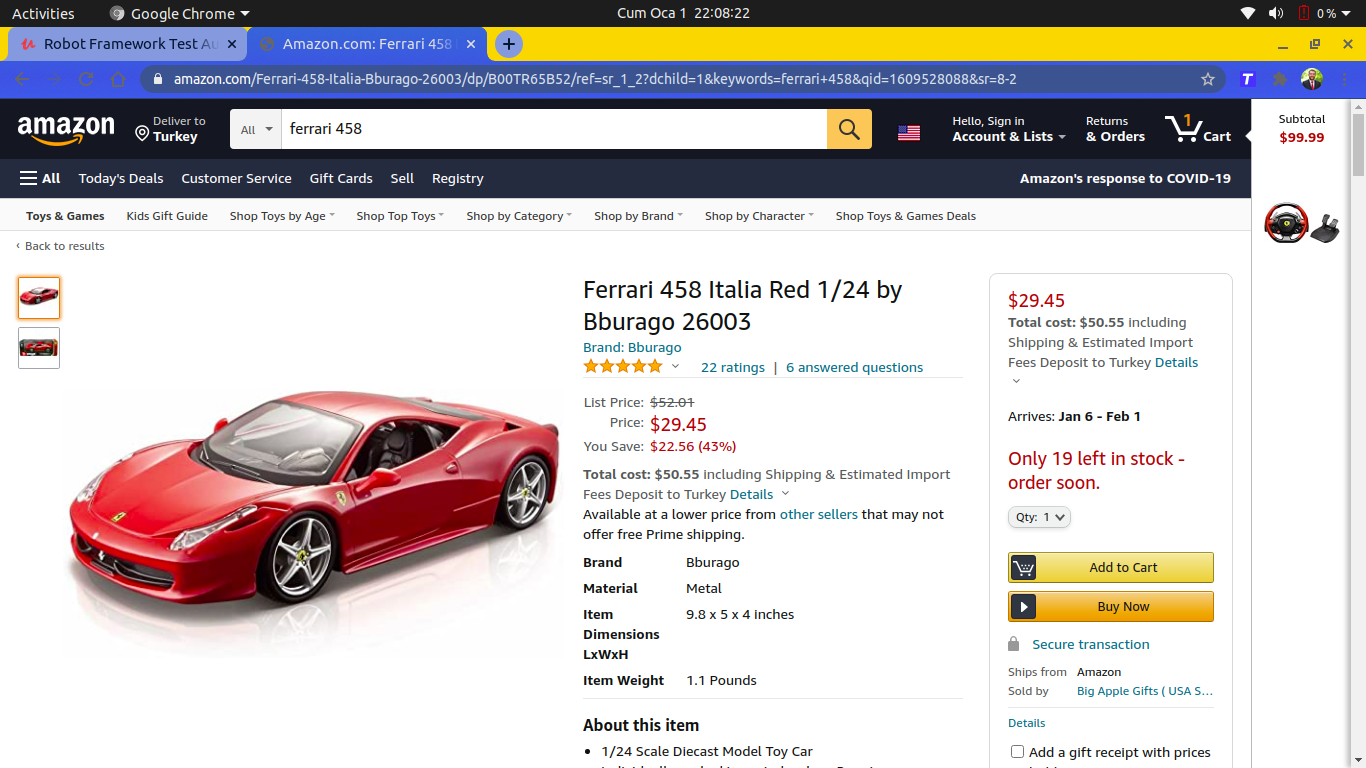 Activities
Google Chrome
Cum Oca 1 22:08:22
0 %
Robot Framework Test Au
Amazon.com: Ferrari 458
amazon.com/Ferrari-458-Italia-Bburago-26003/dp/B00TR65B52/ref=sr_1_2?dchild=1&keywords=ferrari+458&qid=1609528088&sr=8-2
amazon
Deliver to
Turkey
All
ferrari 458
Hello, Sign in
Account & Lists
Returns
& Orders
1
Cart
Subtotal
$99.99
All
Today's Deals
Customer Service
Gift Cards
Sell
Registry
Amazon's response to COVID-19
Toys & Games
Kids Gift Guide
Shop Toys by Age
Shop Top Toys
Shop by Category
Shop by Brand
Shop by Character
Shop Toys & Games Deals
‹ Back to results
Ferrari 458 Italia Red 1/24 by
Bburago 26003
Brand: Bburago
22 ratings | 6 answered questions
List Price: $52.01
Price: $29.45
You Save: $22.56 (43%)
Total cost: $50.55 including Shipping & Estimated Import
Fees Deposit to Turkey Details
Available at a lower price from other sellers that may not
offer free Prime shipping.
Brand Bburago
Material Metal
Item 9.8 x 5 x 4 inches
Dimensions
LxWxH
Item Weight 1.1 Pounds
About this item
1/24 Scale Diecast Model Toy Car
$29.45
Total cost: $50.55 including
Shipping & Estimated Import
Fees Deposit to Turkey Details
Arrives: Jan 6 - Feb 1
Only 19 left in stock -
order soon.
Qty: 1
Add to Cart
Buy Now
Secure transaction
Ships from Amazon
Sold by Big Apple Gifts ( USA S...
Details
Add a gift receipt with prices